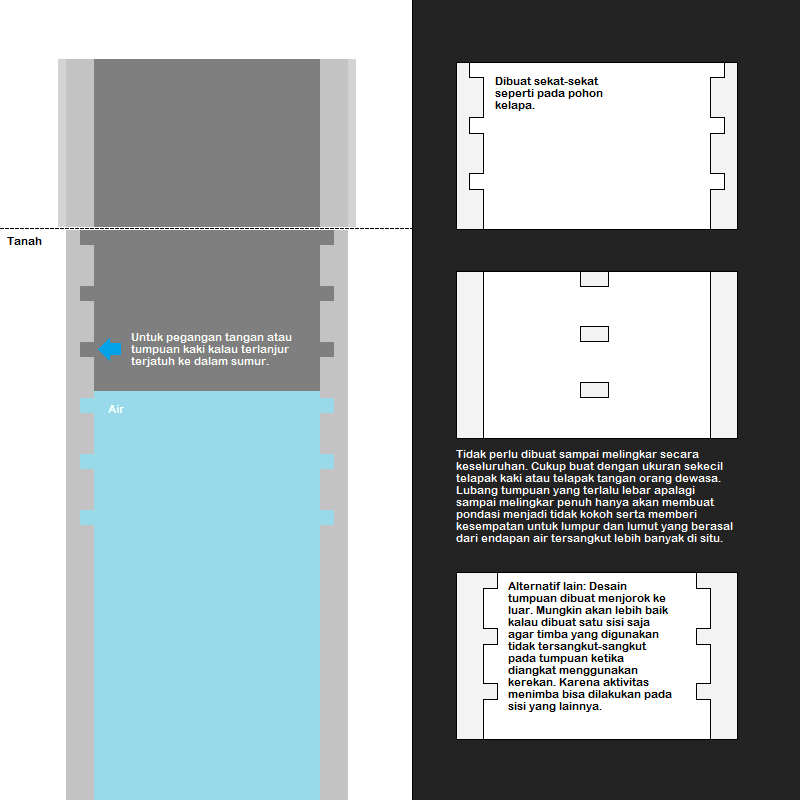 Tanah
Untuk pegangan tangan atau
tumpuan kaki kalau terlanjur
terjatuh ke dalam sumur.
Air
Dibuat sekat-sekat
seperti pada pohon
kelapa.
Tidak perlu dibuat sampai melingkar secara
keseluruhan. Cukup buat dengan ukuran sekecil
telapak kaki atau telapak tangan orang dewasa.
Lubang tumpuan yang terlalu lebar apalagi
sampai melingkar penuh hanya akan membuat
pondasi menjadi tidak kokoh serta memberi
kesempatan untuk lumpur dan lumut yang berasal
dari endapan air tersangkut lebih banyak di situ.
Alternatif lain: Desain
tumpuan dibuat menjorok ke
luar. Mungkin akan lebih baik
kalau dibuat satu sisi saja
agar timba yang digunakan
tidak tersangkut-sangkut
pada tumpuan ketika
diangkat menggunakan
kerekan. Karena aktivitas
menimba bisa dilakukan pada
sisi yang lainnya.